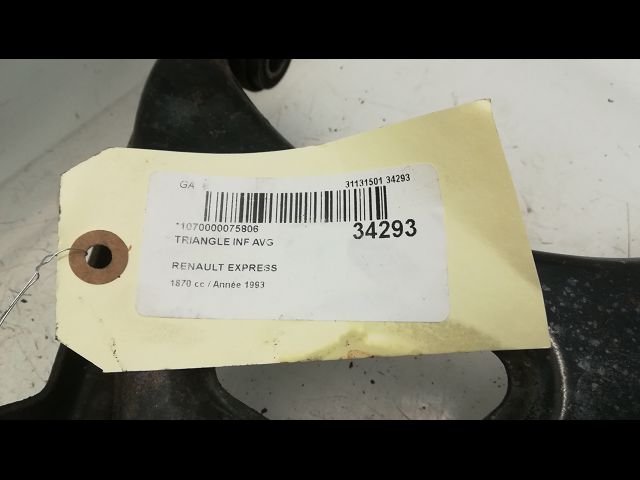 GA
31131501 34293
*1070000075806
34293
TRIANGLE INF AVG
RENAULT EXPRESS
1870 cc / Année 1993